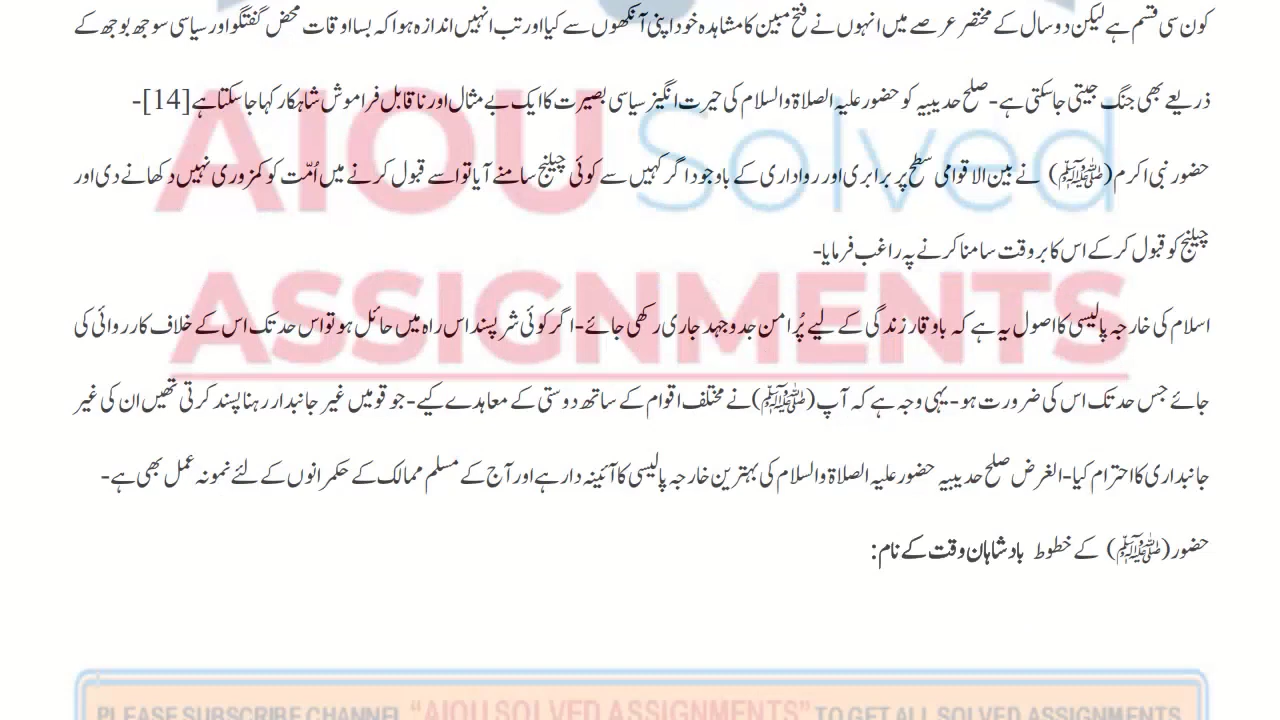 کون سی قسم ہے لیکن دو سال کے مختصر عرصے میں انہوں نے فتح مبین کا مشاہدہ خود اپنی آنکھوں سے کیا اور تب انہیں اندازہ ہوا کہ بسا اوقات محض گفتگو اور سیاسی سوجھ بوجھ کے
ذریعے بھی جنگ جیتی جا سکتی ہے-صلح حدیبیہ کو حضور علیہ الصلاۃ والسلام کی حیرت انگیز سیاسی بصیرت کا ایک بے مثال اور ناقابل فراموش شاہکار کہا جا سکتا ہے[14]-
AIOU Solved
حضور نبی اکرم (ﷺ) نے بین الاقوامی سطح پر برابری اور رواداری کے باوجود اگر کہیں سے کوئی چیلنج سامنے آیا تو اسے قبول کرنے میں اُمّت کو کمزوری نہیں دکھانے دی اور
چیلنج کو قبول کر کے اس کا بر وقت سامنا کرنے پہ راغب فرمایا-
ASSIGNMENTS
اسلام کی خارجہ پالیسی کا اصول یہ ہے کہ باوقار زندگی کے لیے پُرامن جدوجہد جاری رکھی جائے-اگر کوئی شر پسند اس راہ میں حائل ہو تو اس حد تک اس کے خلاف کارروائی کی
جائے جس حد تک اس کی ضرورت ہو-یہی وجہ ہے کہ آپ (ﷺ)نے مختلف اقوام کے ساتھ دوستی کے معاہدے کیے-جو قومیں غیر جانبدار رہنا پسند کرتی تھیں ان کی غیر
جانبداری کا احترام کیا-الغرض صلح حدیبیہ حضور علیہ الصلاۃ والسلام کی بہترین خارجہ پالیسی کا آئینہ دار ہے اور آج کے مسلم ممالک کے حکمرانوں کے لئے نمونہ عمل بھی ہے-
حضور (ﷺ) کے خطوط بادشاہان وقت کے نام:
PLEASE SUBSCRIBE CHANNEL "AIOU SOLVED ASSIGNMENTS" TO GET ALL SOLVED ASSIGNMENTS